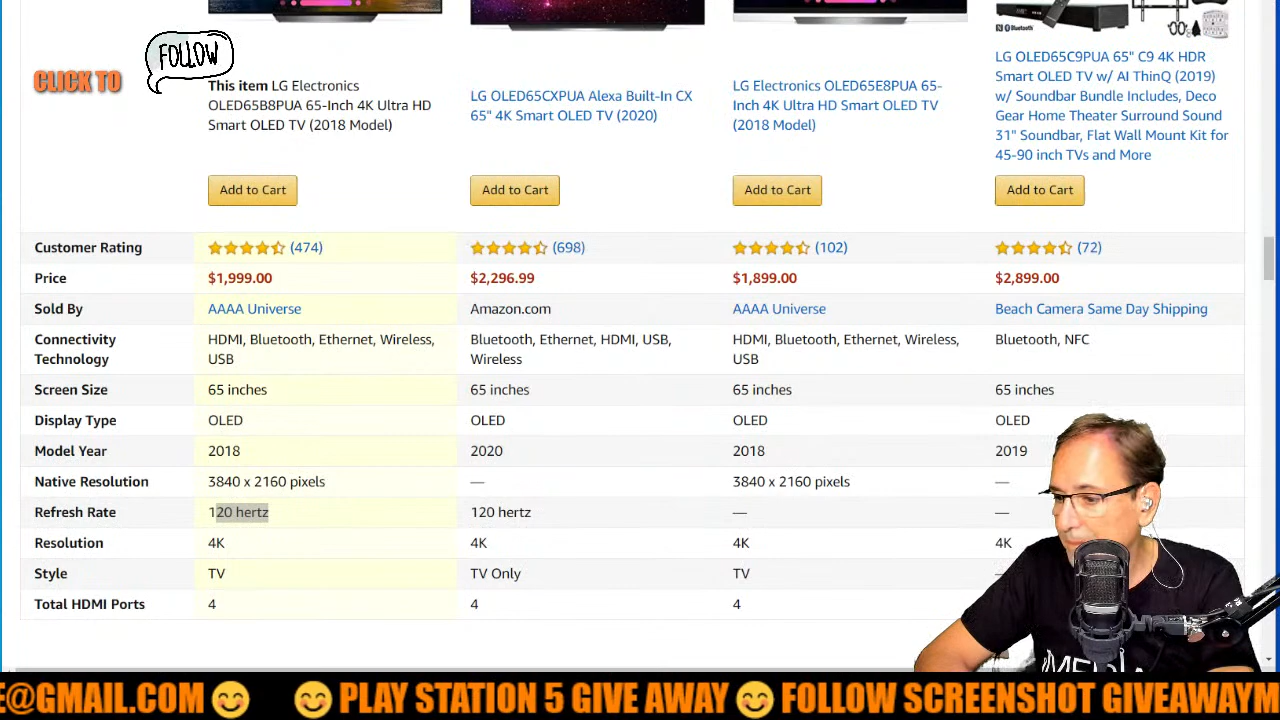 CLICK TO
FOLLOW
This item LG Electronics
OLED65B8PUA 65-Inch 4K Ultra HD
Smart OLED TV (2018 Model)
LG OLED65CXPUA Alexa Built-In CX
65" 4K Smart OLED TV (2020)
LG Electronics OLED65E8PUA 65-
Inch 4K Ultra HD Smart OLED TV
(2018 Model)
LG OLED65C9PUA 65" C9 4K HDR
Smart OLED TV w/ AI ThinQ (2019)
w/ Soundbar Bundle Includes, Deco
Gear Home Theater Surround Sound
31" Soundbar, Flat Wall Mount Kit for
45-90 inch TVs and More
Bluetooth
Add to Cart Add to Cart Add to Cart Add to Cart
Customer Rating (474) (698) (102) (72)
Price $1,999.00 $2,296.99 $1,899.00 $2,899.00
Sold By AAAA Universe Amazon.com AAAA Universe Beach Camera Same Day Shipping
Connectivity
Technology
HDMI, Bluetooth, Ethernet, Wireless,
USB
Bluetooth, Ethernet, HDMI, USB,
Wireless
HDMI, Bluetooth, Ethernet, Wireless,
USB
Bluetooth, NFC
Screen Size 65 inches 65 inches 65 inches 65 inches
Display Type OLED OLED OLED OLED
Model Year 2018 2020 2018 2019
Native Resolution 3840 x 2160 pixels — 3840 x 2160 pixels —
Refresh Rate 120 hertz 120 hertz — —
Resolution 4K 4K 4K 4K
Style TV TV Only TV
Total HDMI Ports 4 4 4
E@GMAIL.COM 😊 😊 PLAY STATION 5 GIVE AWAY 😊 FOLLOW SCREENSHOT GIVEAWAYM